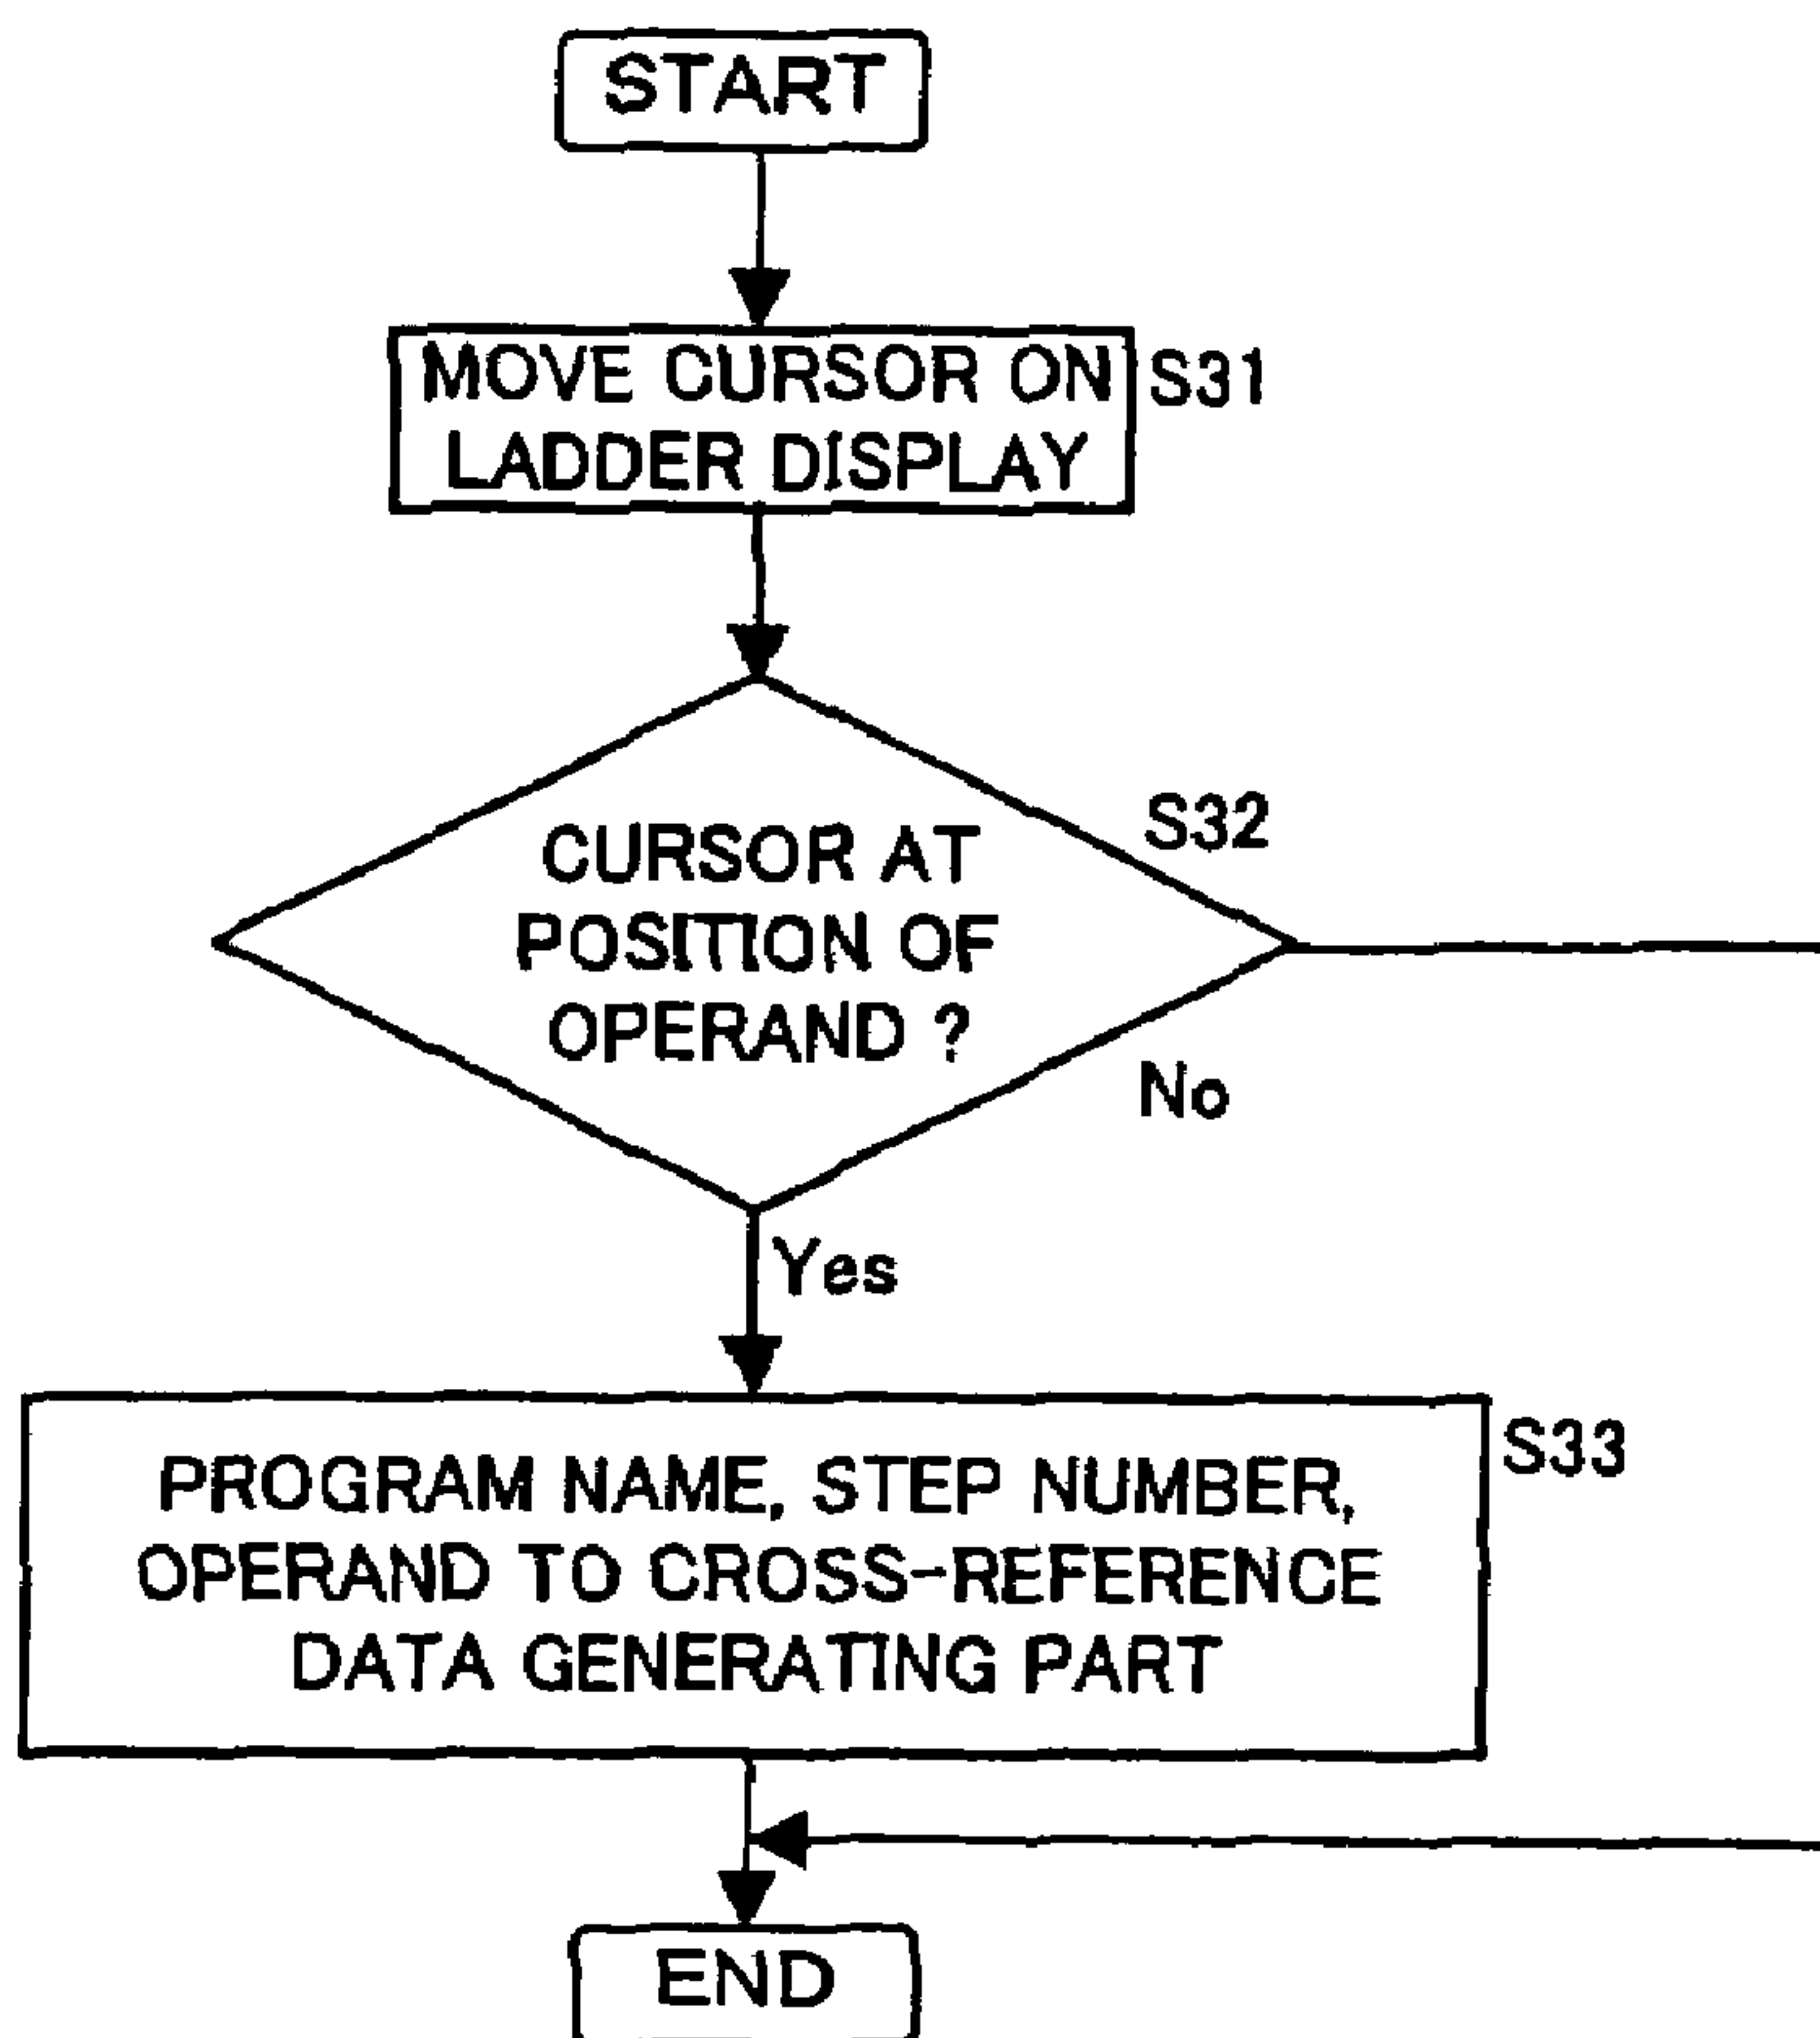 START
MOVE CURSOR ON
LADDER DISPLAY
S31
CURSOR AT
POSITION OF
OPERAND ?
S32
No
Yes
PROGRAM NAME, STEP NUMBER,
OPERAND TO CROSS-REFERENCE
DATA GENERATING PART
S33
END